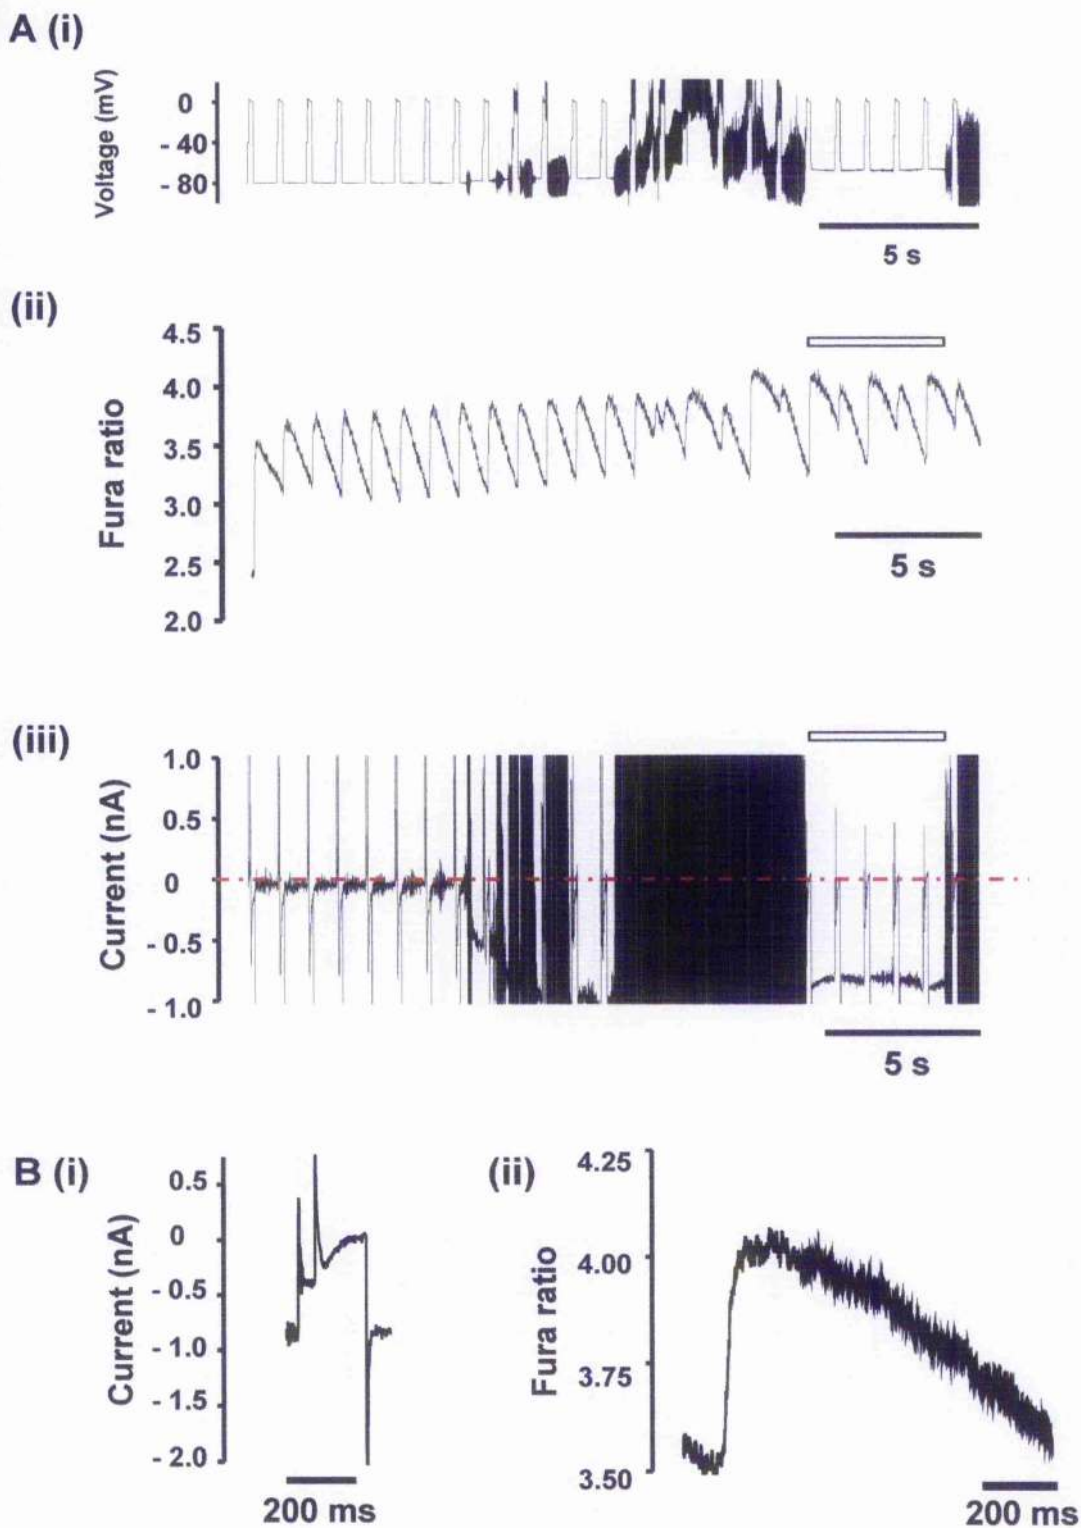 A (i)
Voltage (mV)
0
- 40
- 80
5 s
(ii)
Fura ratio
4.5
4.0
3.5
3.0
2.5
2.0
5 s
(iii)
Current (nA)
1.0
0.5
0
- 0.5
- 1.0
5 s
B (i)
Current (nA)
0.5
0
- 0.5
- 1.0
- 1.5
- 2.0
200 ms
(ii)
Fura ratio
4.25
4.00
3.75
3.50
200 ms